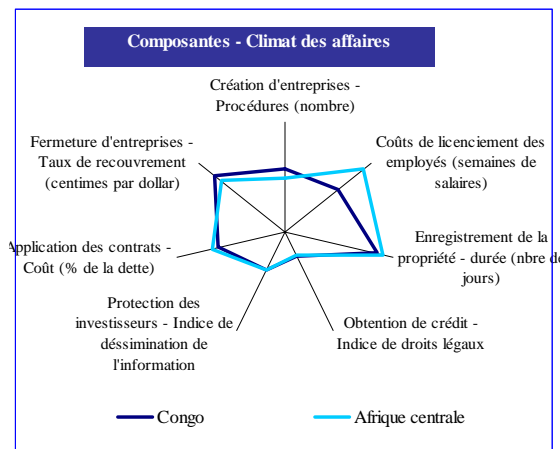 Composantes - Climat des affaires
Création d'entreprises -
Procédures (nombre)
Fermeture d'entreprises -
Taux de recouvrement
(centimes par dollar)
Coûts de licenciement des
employés (semaines de
salaires)
Application des contrats -
Coût (% de la dette)
Enregistrement de la
propriété - durée (nbre de
jours)
Protection des
investisseurs - Indice de
déssimination de
l'information
Obtention de crédit -
Indice de droits légaux
Congo
Afrique centrale